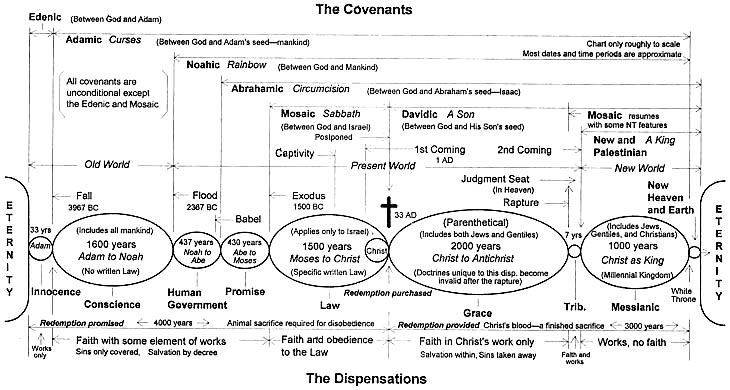 The Covenants
Edenic (Between God and Adam)
Adamic Curses (Between God and Adam's seed—mankind)
Chart only roughly to scale
Most dates and time periods are approximate
Noahic Rainbow (Between God and Mankind)
All covenants are
unconditional except
the Edenic and Mosaic
Abrahamic Circumcision (Between God and Abraham's seed—Isaac)
Mosaic Sabbath
(Between God and Israel)
Postponed
Davidic A Son
(Between God and His Son's seed)
Mosaic resumes
with some NT features
Captivity
1st Coming
1 AD
2nd Coming
New and A King
Palestinian
Old World
Present World
New World
Judgment Seat
(In Heaven)
Rapture
New
Heaven
and Earth
Fall
3967 BC
Flood
2367 BC
Babel
Exodus
1500 BC
33 AD
ETERNITY
33 yrs
Adam
(Includes all mankind)
1600 years
Adam to Noah
(No written Law)
437 years
Noah to
Abe
430 years
Abe to
Moses
(Applies only to Israel)
1500 years
Moses to Christ
(Specific written Law)
Christ
(Parenthetical)
(Includes both Jews and Gentiles)
2000 years
Christ to Antichrist
(Doctrines unique to this disp. become
invalid after the rapture)
7 yrs
(Includes Jews,
Gentiles, and Christians)
1000 years
Christ as King
(Millennial Kingdom)
ETERNITY
White
Throne
Innocence
Conscience
Human
Government
Promise
Law
Redemption purchased
Grace
Trib.
Messianic
Redemption promised
4000 years
Animal sacrifice required for disobedience
Redemption provided Christ's blood—a finished sacrifice
3000 years
Works
only
Faith with some element of works
Sins only covered, Salvation by decree
Faith and obedience
to the Law
Faith in Christ's work only
Salvation within, Sins taken away
Faith and
works
Works, no faith
The Dispensations